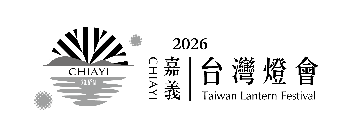 CHIAYI
2026
嘉義
CHIAYI
台灣燈會
Taiwan Lantern Festival